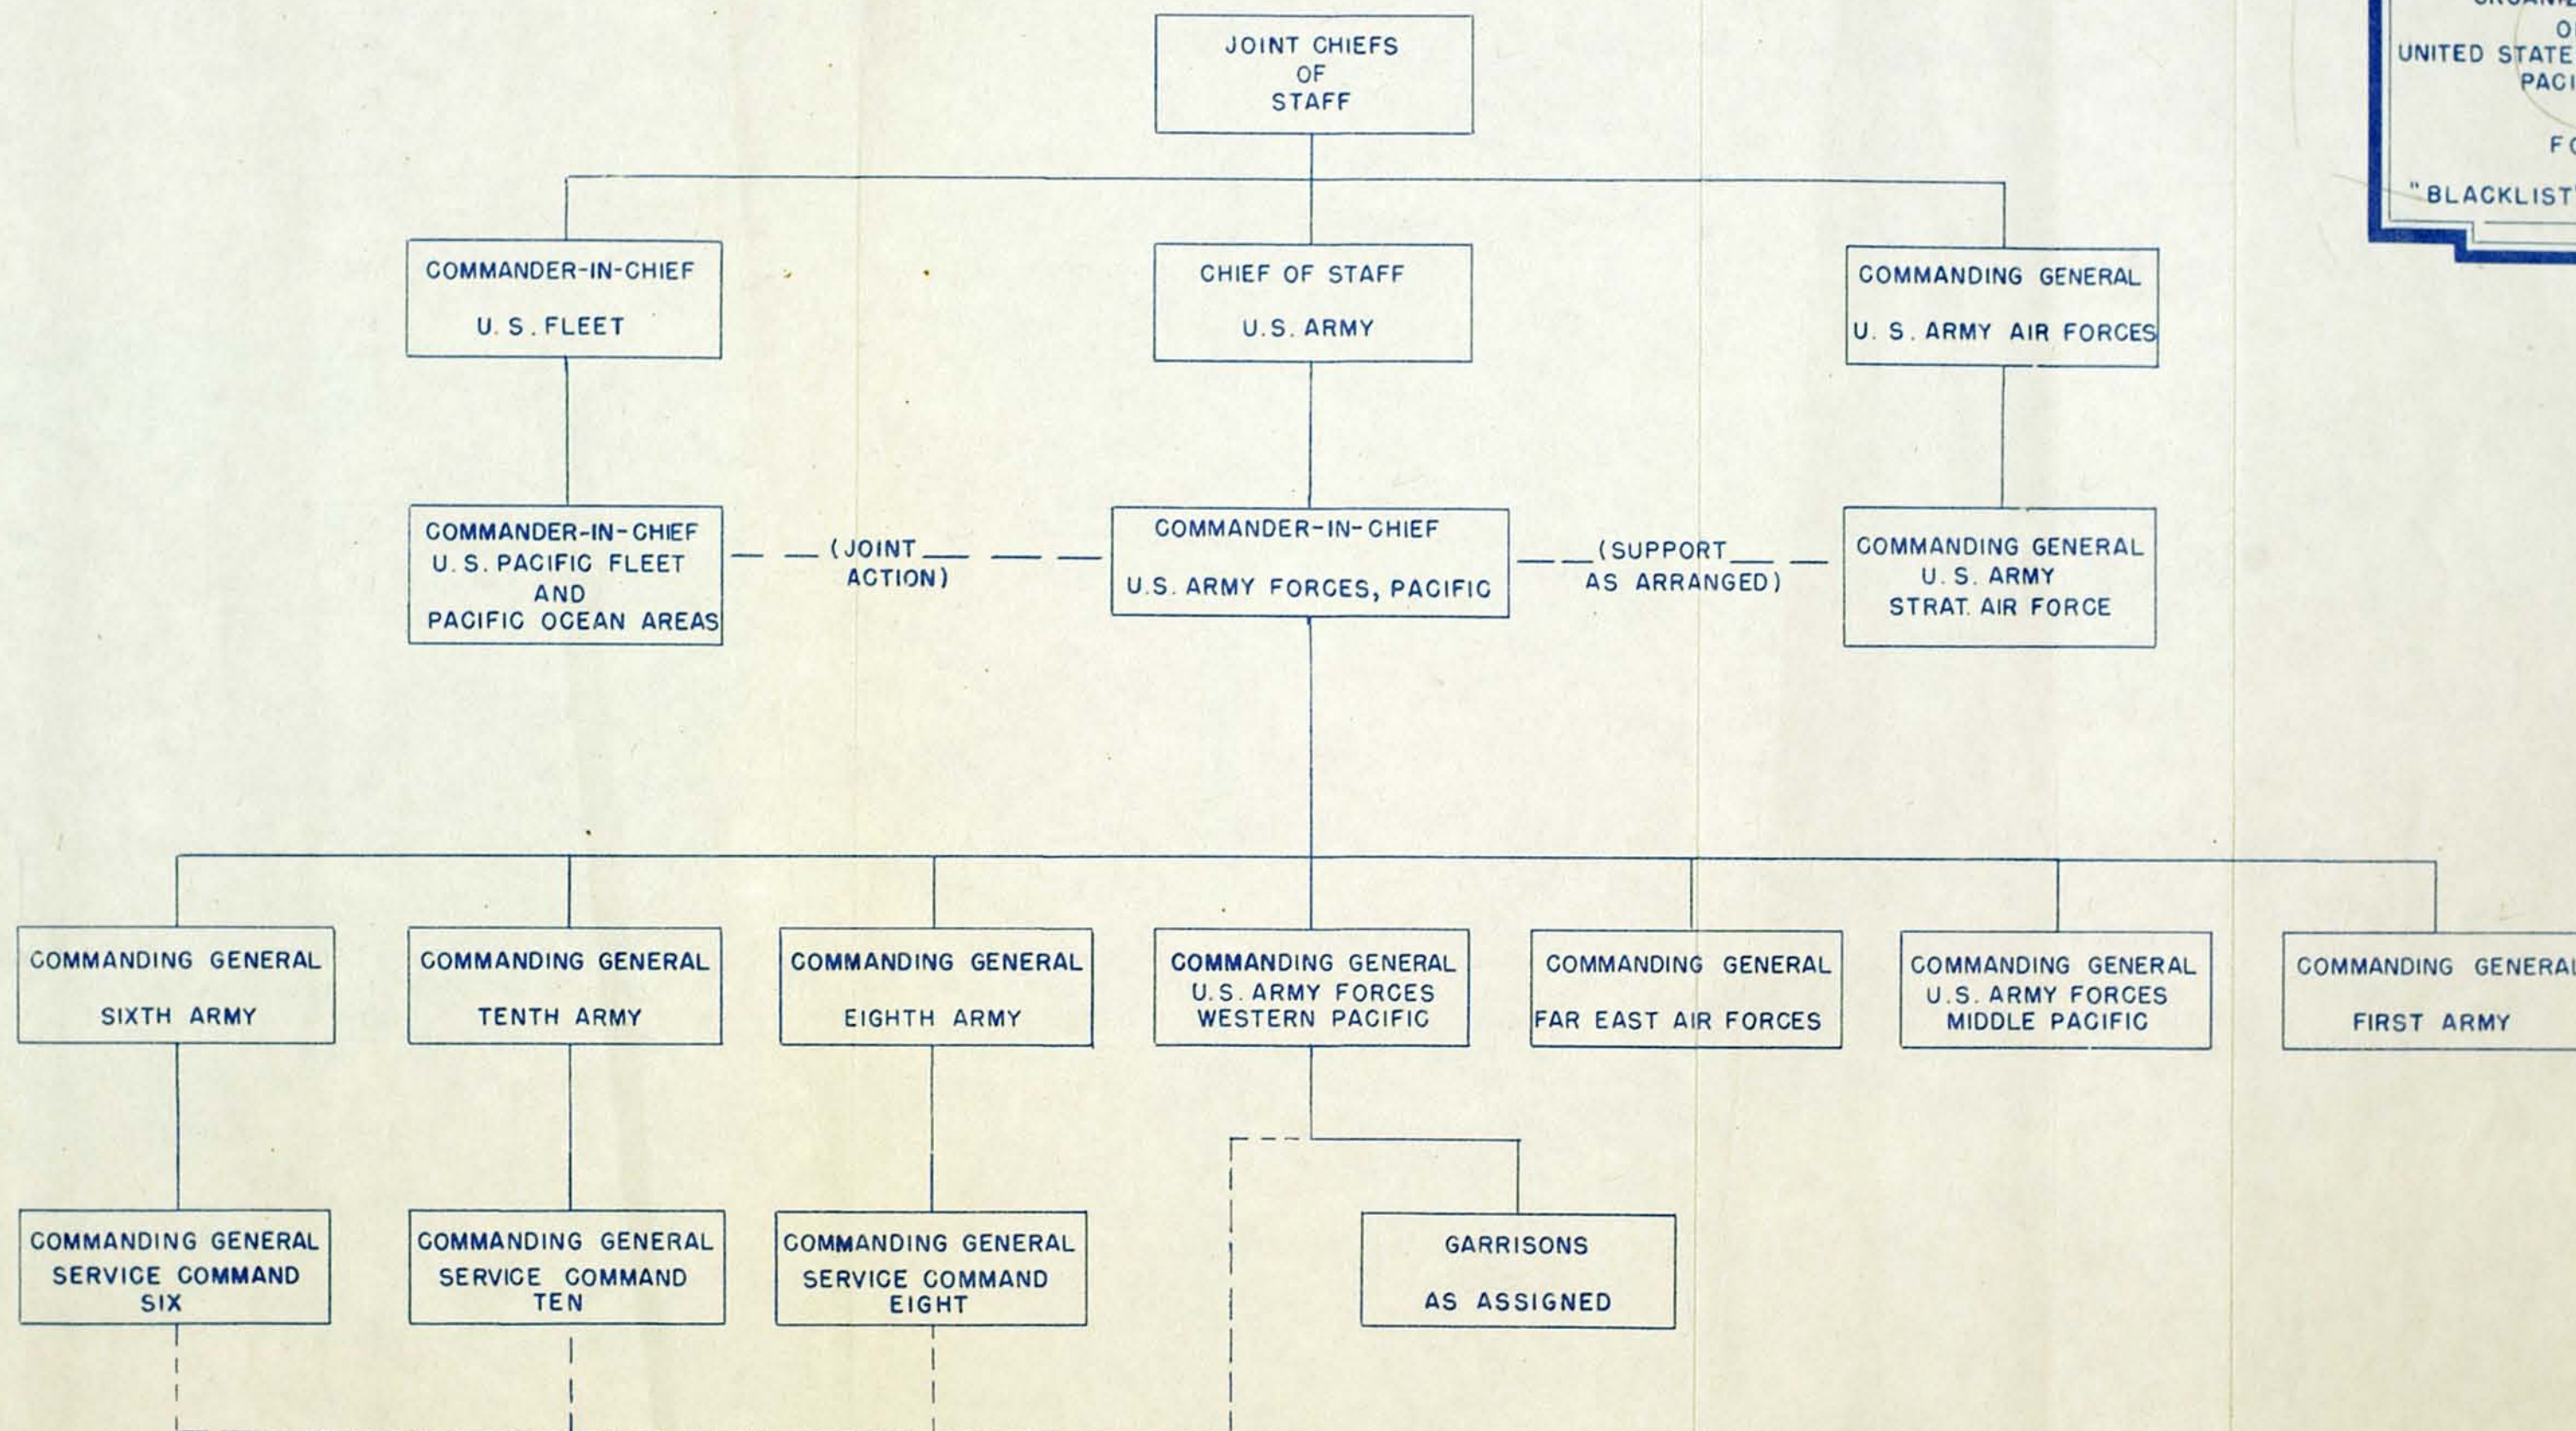 JOINT CHIEFS
OF
STAFF
UNITED STATE
PACI
"BLACKLIST"
COMMANDER-IN-CHIEF
U. S. FLEET
CHIEF OF STAFF
U.S. ARMY
COMMANDING GENERAL
U. S. ARMY AIR FORCES
COMMANDER-IN-CHIEF
U. S. PACIFIC FLEET
AND
PACIFIC OCEAN AREAS
(JOINT
ACTION)
COMMANDER-IN-CHIEF
U.S. ARMY FORCES, PACIFIC
(SUPPORT
AS ARRANGED)
COMMANDING GENERAL
U. S. ARMY
STRAT. AIR FORCE
COMMANDING GENERAL
SIXTH ARMY
COMMANDING GENERAL
TENTH ARMY
COMMANDING GENERAL
EIGHTH ARMY
COMMANDING GENERAL
U.S. ARMY FORCES
WESTERN PACIFIC
COMMANDING GENERAL
FAR EAST AIR FORCES
COMMANDING GENERAL
U.S. ARMY FORCES
MIDDLE PACIFIC
COMMANDING GENERAL
FIRST ARMY
COMMANDING GENERAL
SERVICE COMMAND
SIX
COMMANDING GENERAL
SERVICE COMMAND
TEN
COMMANDING GENERAL
SERVICE COMMAND
EIGHT
GARRISONS
AS ASSIGNED